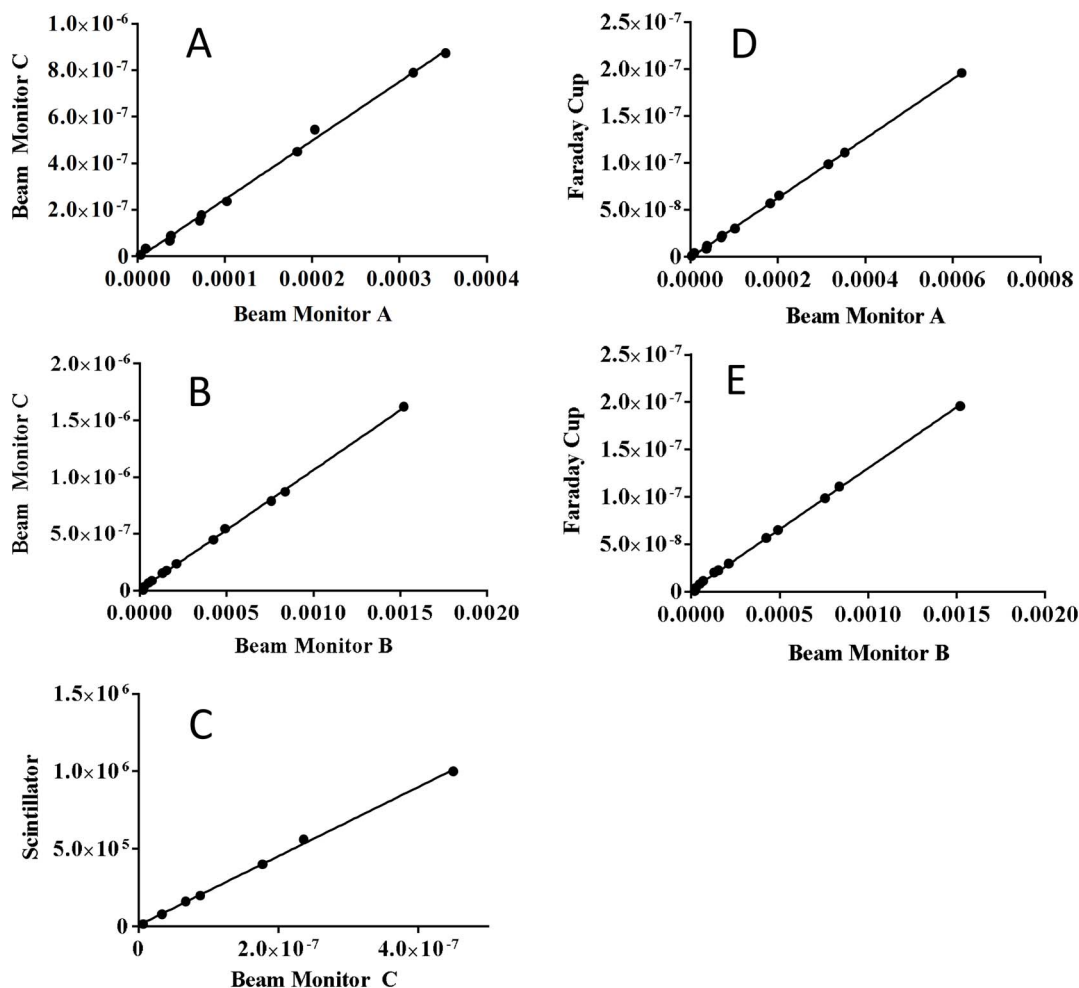 A
1.0×10⁻⁶
8.0×10⁻⁷
6.0×10⁻⁷
4.0×10⁻⁷
2.0×10⁻⁷
0
Beam Monitor C
0.0000 0.0001 0.0002 0.0003 0.0004
Beam Monitor A
D
2.5×10⁻⁷
2.0×10⁻⁷
1.5×10⁻⁷
1.0×10⁻⁷
5.0×10⁻⁸
0
Faraday Cup
0.0000 0.0002 0.0004 0.0006 0.0008
Beam Monitor A
B
2.0×10⁻⁶
1.5×10⁻⁶
1.0×10⁻⁶
5.0×10⁻⁷
0
Beam Monitor C
0.0000 0.0005 0.0010 0.0015 0.0020
Beam Monitor B
E
2.5×10⁻⁷
2.0×10⁻⁷
1.5×10⁻⁷
1.0×10⁻⁷
5.0×10⁻⁸
0
Faraday Cup
0.0000 0.0005 0.0010 0.0015 0.0020
Beam Monitor B
C
1.5×10⁶
1.0×10⁶
5.0×10⁵
0
Scintillator
0 2.0×10⁻⁷ 4.0×10⁻⁷
Beam Monitor C